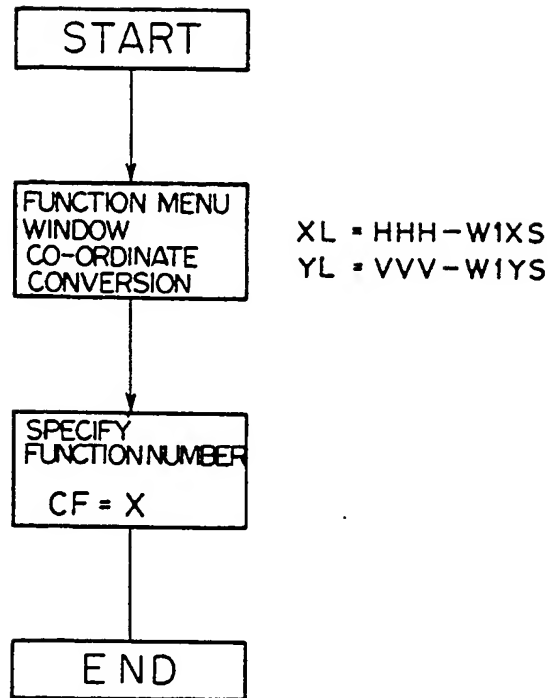 START
FUNCTION MENU
WINDOW
CO-ORDINATE
CONVERSION
XL = HHH-W1XS
YL = VVV-W1YS
SPECIFY
FUNCTION NUMBER
CF = X
END